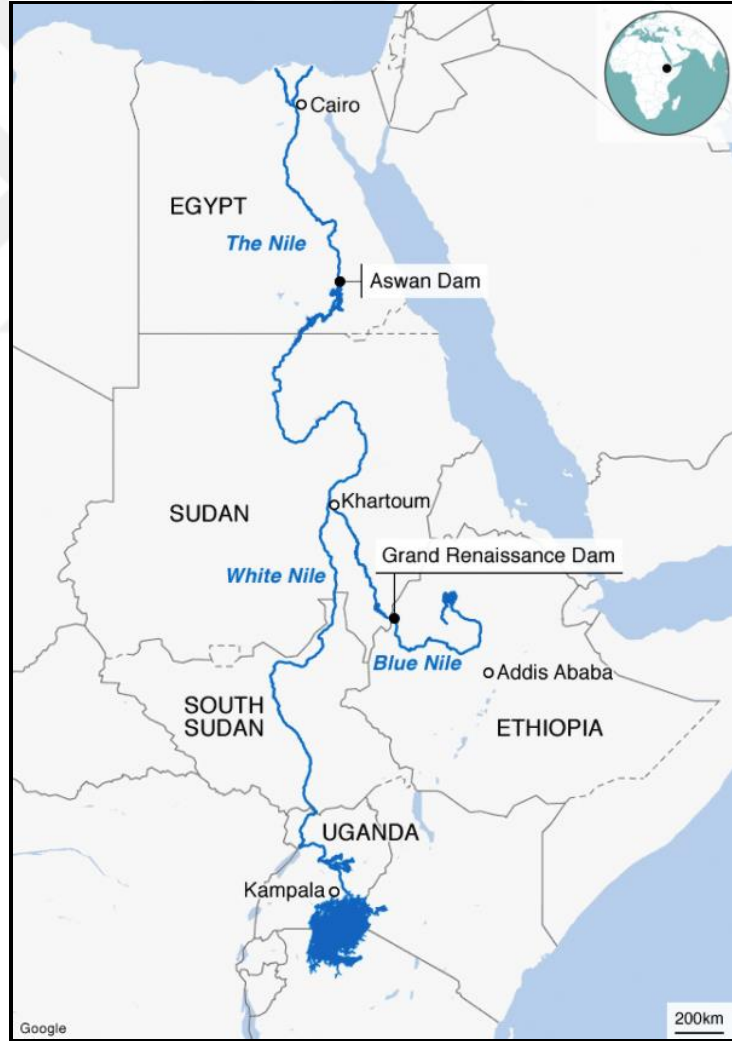 Cairo
EGYPT
The Nile
Aswan Dam
Khartoum
SUDAN
Grand Renaissance Dam
White Nile
Blue Nile
Addis Ababa
SOUTH
SUDAN
ETHIOPIA
UGANDA
Kampala
Google
200km